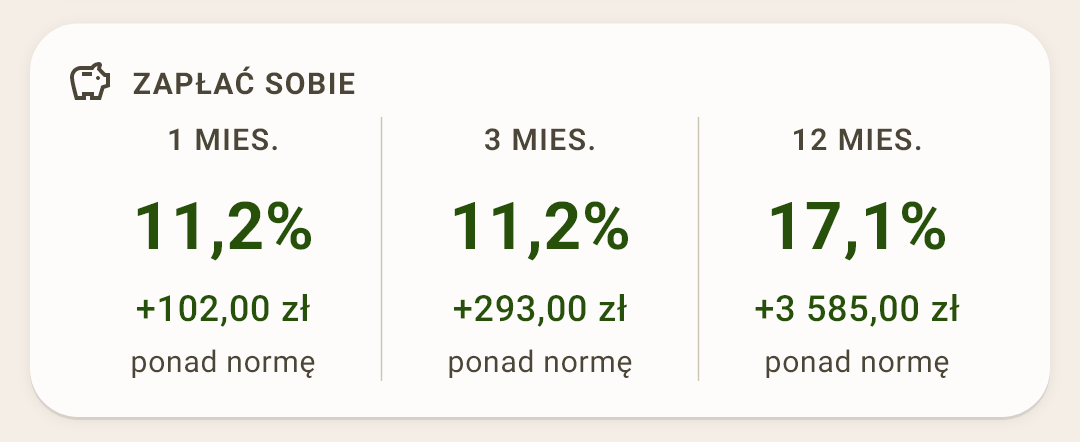 ZAPŁAĆ SOBIE
1 MIES.
11,2%
+102,00 zł
ponad normę
3 MIES.
11,2%
+293,00 zł
ponad normę
12 MIES.
17,1%
+3 585,00 zł
ponad normę